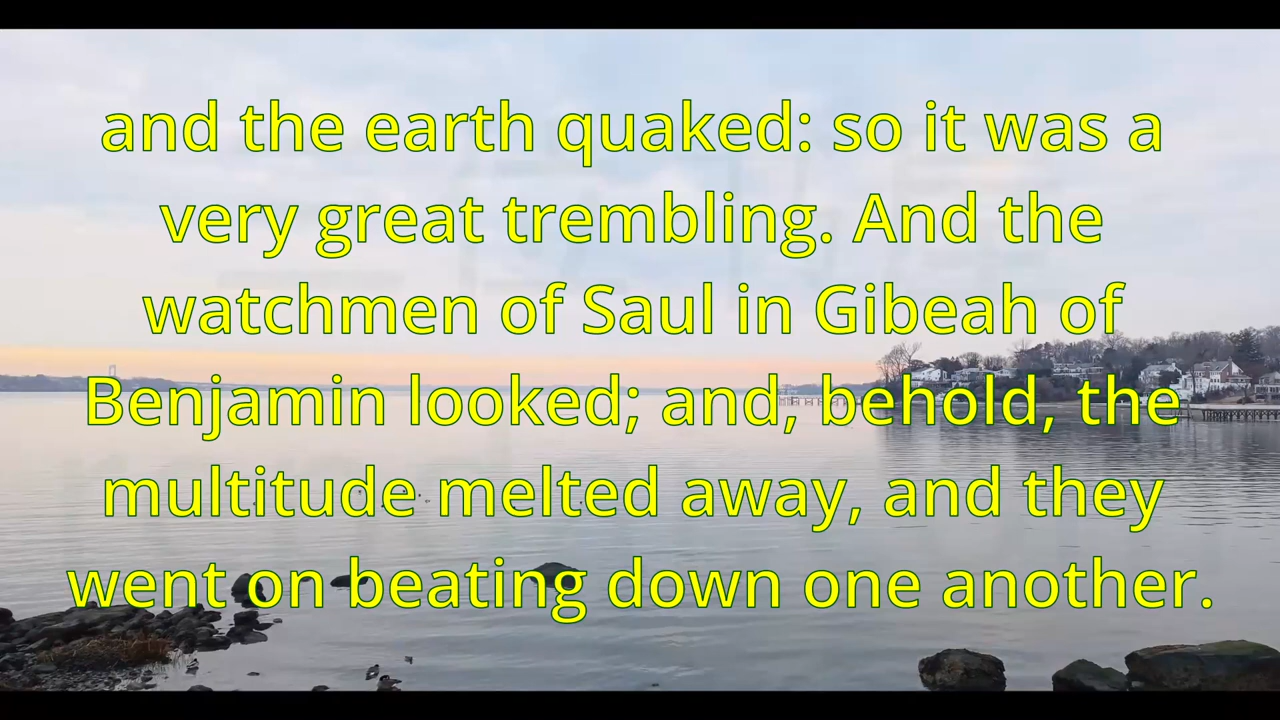 and the earth quaked: so it was a
very great trembling. And the
watchmen of Saul in Gibeah of
Benjamin looked; and, behold, the
multitude melted away, and they
went on beating down one another.